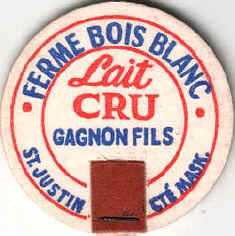 FERME BOIS BLANC
Lait
CRU
GAGNON FILS
ST. JUSTIN CTÉ MASK.